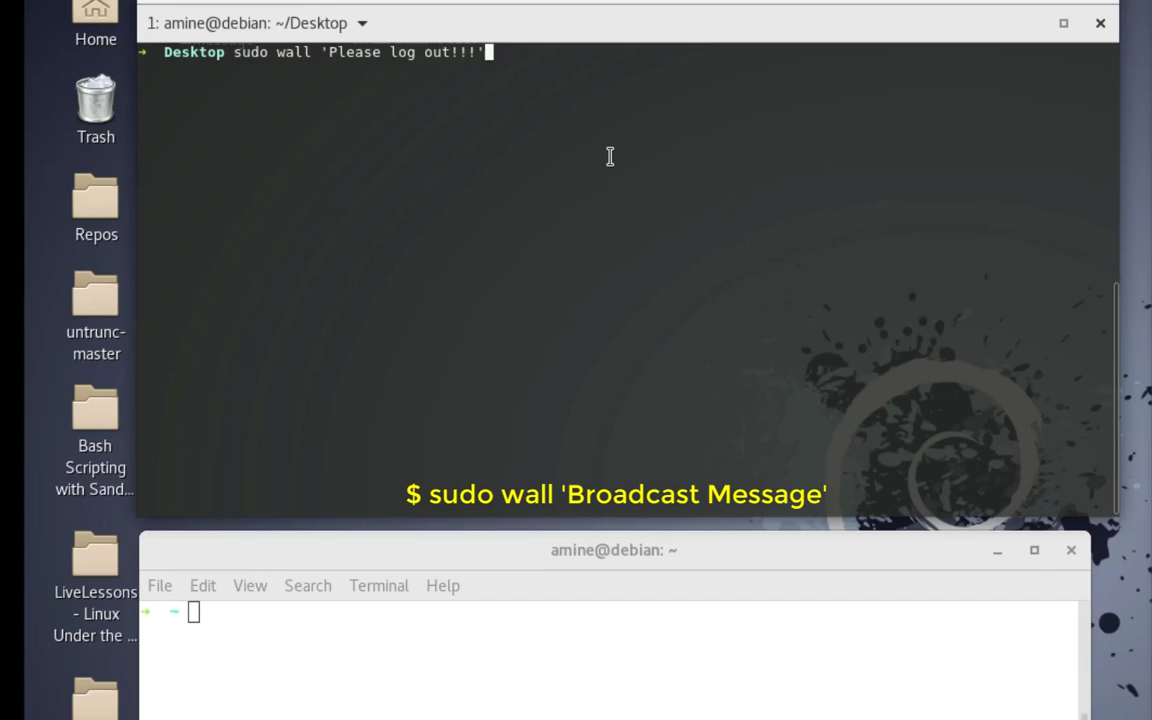 1: amine@debian: ~/Desktop
➜ Desktop sudo wall 'Please log out!!!'
Home
Trash
Repos
untrunc-
master
Bash
Scripting
with Sand...
$ sudo wall 'Broadcast Message'
amine@debian: ~
File Edit View Search Terminal Help
➜ ~
LiveLessons
- Linux
Under the ...